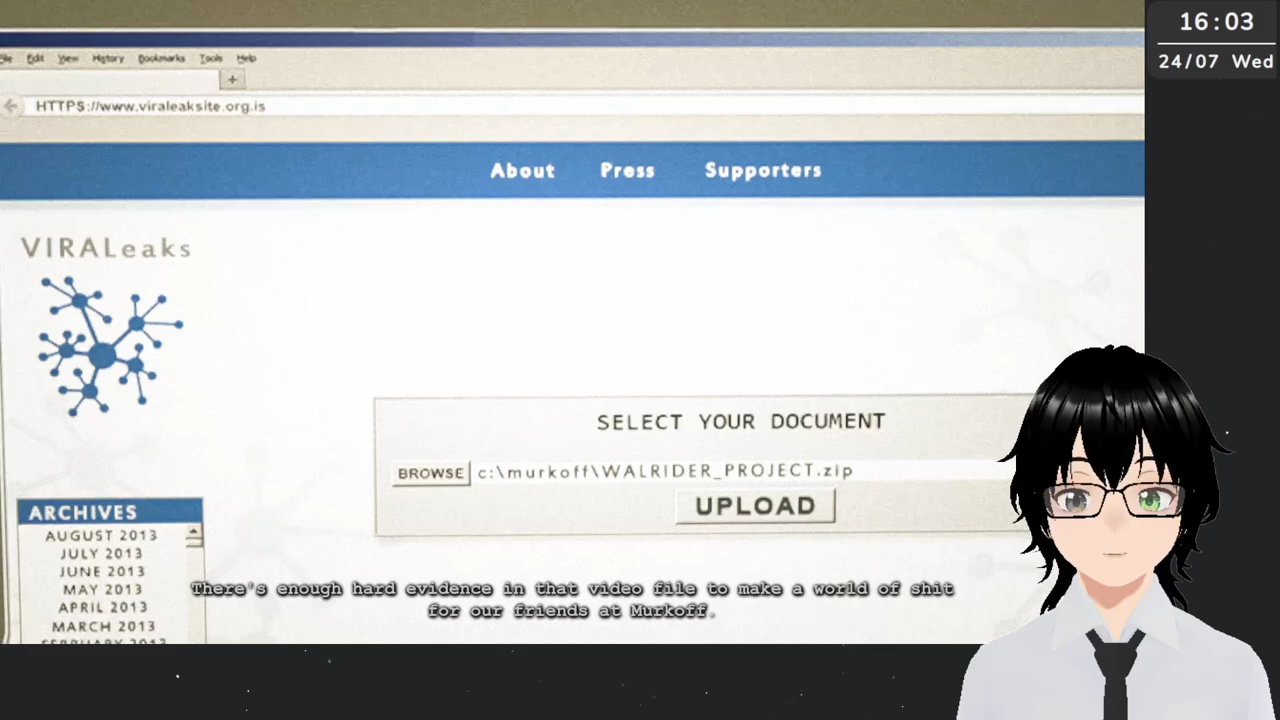 16:03
24/07 Wed
Edit View History Bookmarks Tools Help
+
HTTPS://www.viraleaksite.org.is
About Press Supporters
VIRALeaks
SELECT YOUR DOCUMENT
BROWSE c:\murkoff\WALRIDER_PROJECT.zip
UPLOAD
ARCHIVES
AUGUST 2013
JULY 2013
JUNE 2013
MAY 2013
APRIL 2013
MARCH 2013
FEBRUARY 2013
There's enough hard evidence in that video file to make a world of shit
for our friends at Murkoff.